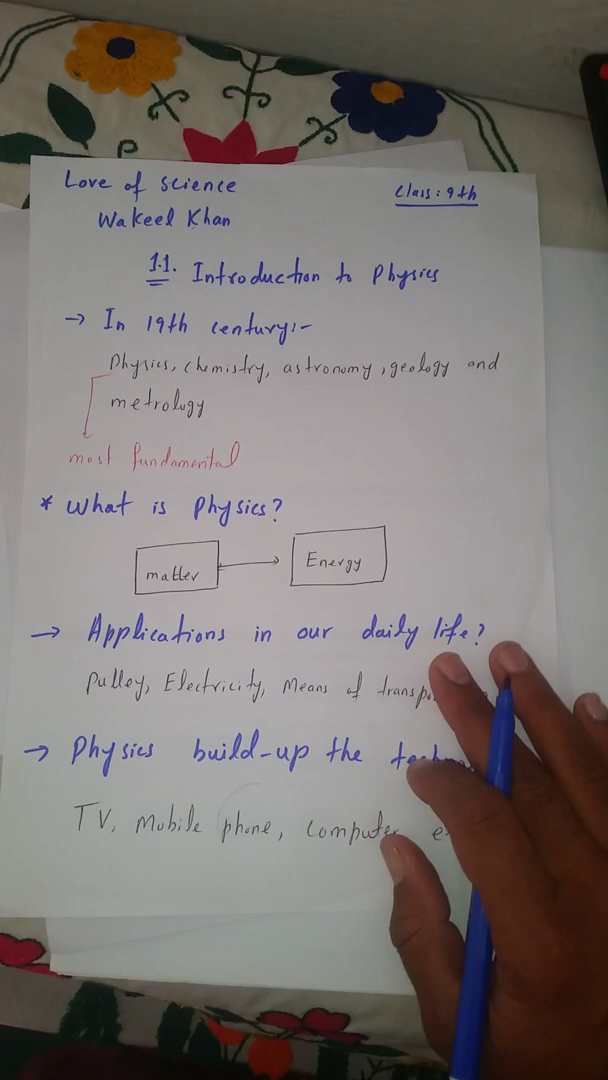 Love of science
Class: 9th
Wakeel Khan
1.1. Introduction to Physics
→ In 19th century:-
Physics, chemistry, astronomy, geology and
metrology
most fundamental
* What is Physics?
matter
Energy
→ Applications in our daily life?
Pulley, Electricity, Means of
→ Physics build-up the
TV, Mobile phone, computer